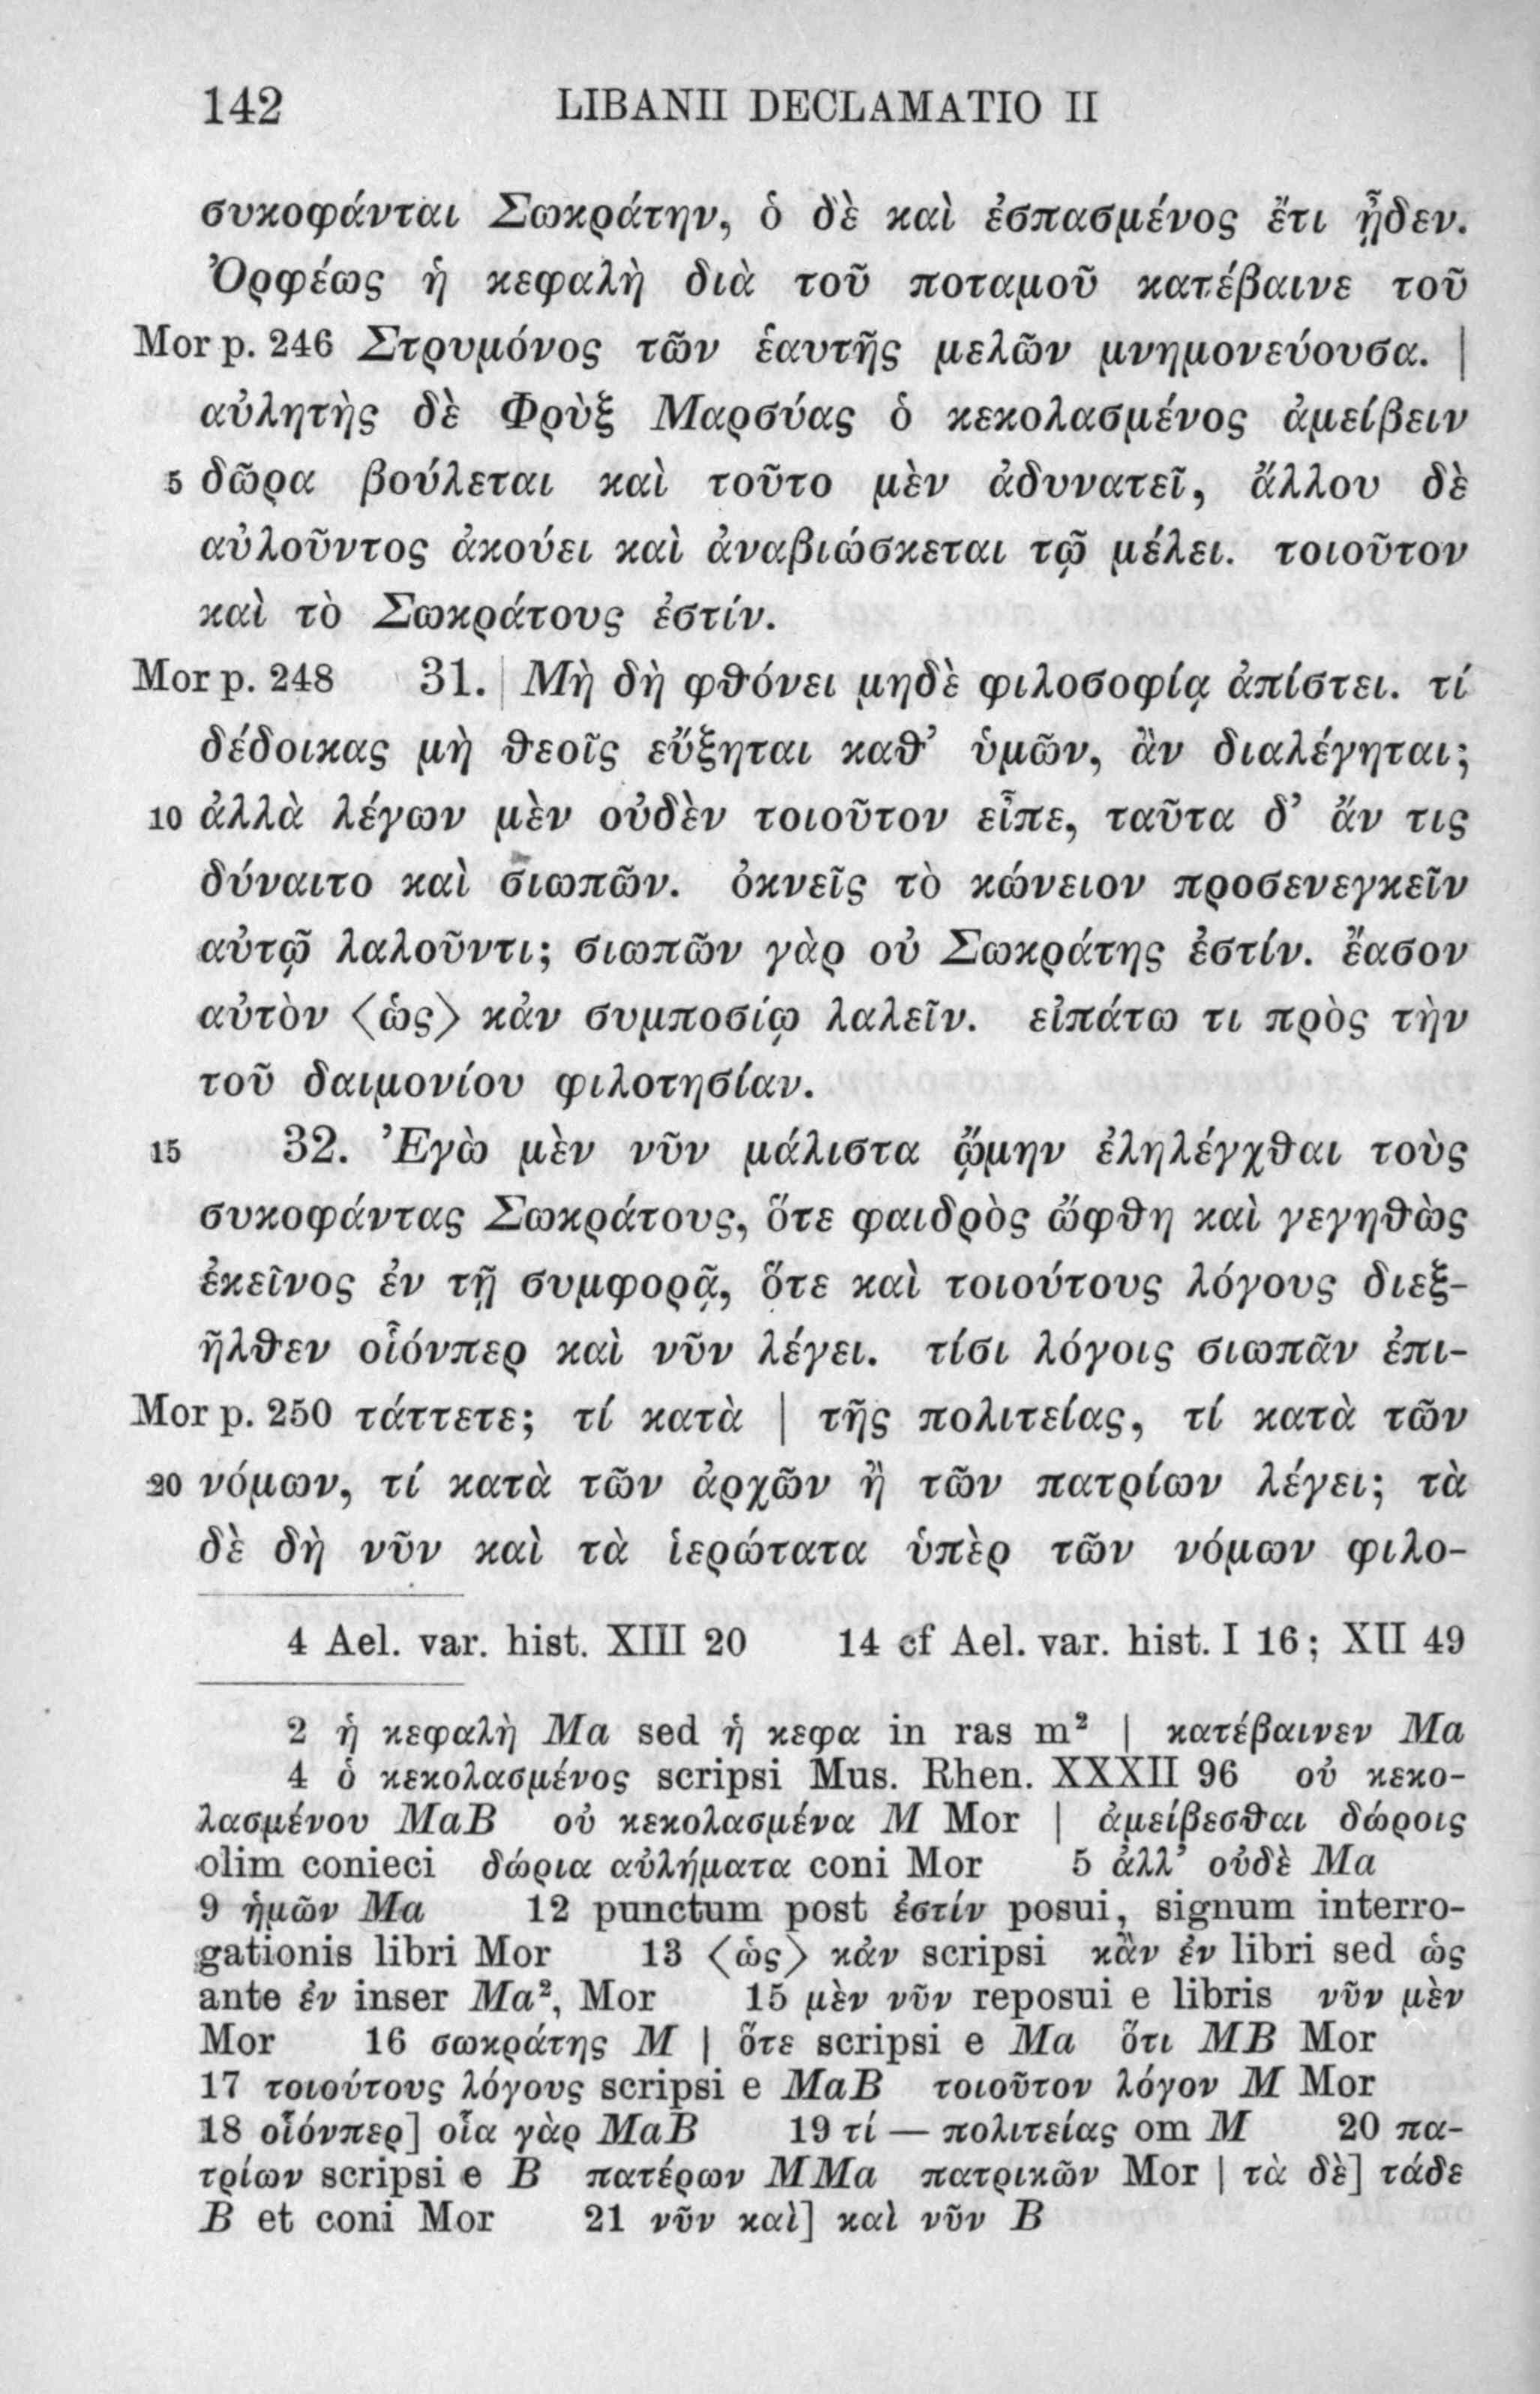 142 LIBANII DECLAMATIO II
συκοφάνται Σωκράτην, ὁ δὲ καὶ ἐσπασμένος ἔτι ᾖδεν.
Ὀρφέως ἡ κεφαλὴ διὰ τοῦ ποταμοῦ κατέβαινε τοῦ
Mor p. 246 Στρυμόνος τῶν ἑαυτῆς μελῶν μνημονεύουσα. |
αὐλητὴς δὲ Φρὺξ Μαρσύας ὁ κεκολασμένος ἀμείβειν
5 δῶρα βούλεται καὶ τοῦτο μὲν ἀδυνατεῖ, ἄλλου δὲ
αὐλοῦντος ἀκούει καὶ ἀναβιώσκεται τῷ μέλει. τοιοῦτον
καὶ τὸ Σωκράτους ἐστίν.
Mor p. 248 31. | Μὴ δὴ φθόνει μηδὲ φιλοσοφίᾳ ἀπίστει. τί
δέδοικας μὴ θεοῖς εὔξηται καθ’ ὑμῶν, ἂν διαλέγηται;
10 ἀλλὰ λέγων μὲν οὐδὲν τοιοῦτον εἶπε, ταῦτα δ’ ἄν τις
δύναιτο καὶ σιωπῶν. ὀκνεῖς τὸ κώνειον προσενεγκεῖν
αὐτῷ λαλοῦντι; σιωπῶν γὰρ οὐ Σωκράτης ἐστίν. ἔασον
αὐτὸν ⟨ὡς⟩ κἀν συμποσίῳ λαλεῖν. εἰπάτω τι πρὸς τὴν
τοῦ δαιμονίου φιλοτησίαν.
15 32. Ἐγὼ μὲν νῦν μάλιστα ᾤμην ἐληλέγχθαι τοὺς
συκοφάντας Σωκράτους, ὅτε φαιδρὸς ὤφθη καὶ γεγηθὼς
ἐκεῖνος ἐν τῇ συμφορᾷ, ὅτε καὶ τοιούτους λόγους διεξ-
ῆλθεν οἷόνπερ καὶ νῦν λέγει. τίσι λόγοις σιωπᾶν ἐπι-
Mor p. 250 τάττετε; τί κατὰ | τῆς πολιτείας, τί κατὰ τῶν
20 νόμων, τί κατὰ τῶν ἀρχῶν ἢ τῶν πατρίων λέγει; τὰ
δὲ δὴ νῦν καὶ τὰ ἱερώτατα ὑπὲρ τῶν νόμων φιλο-
4 Ael. var. hist. XIII 20 14 cf Ael. var. hist. I 16; XII 49
2 ἡ κεφαλὴ Ma sed ἡ κεφα in ras m² | κατέβαινεν Ma
4 ὁ κεκολασμένος scripsi Mus. Rhen. XXXII 96 οὐ κεκο-
λασμένου MaB οὐ κεκολασμένα M Mor | ἀμείβεσθαι δώροις
olim conieci δώρια αὐλήματα coni Mor 5 ἀλλ’ οὐδὲ Ma
9 ἡμῶν Ma 12 punctum post ἐστίν posui, signum interro-
gationis libri Mor 13 ⟨ὡς⟩ κἀν scripsi κἂν ἐν libri sed ὡς
ante ἐν inser Ma², Mor 15 μὲν νῦν reposui e libris νῦν μὲν
Mor 16 σωκράτης M | ὅτε scripsi e Ma ὅτι MB Mor
17 τοιούτους λόγους scripsi e MaB τοιοῦτον λόγον M Mor
18 οἷόνπερ] οἷα γὰρ MaB 19 τί — πολιτείας om M 20 πα-
τρίων scripsi e B πατέρων MMa πατρικῶν Mor | τὰ δὲ] τάδε
B et coni Mor 21 νῦν καὶ] καὶ νῦν B